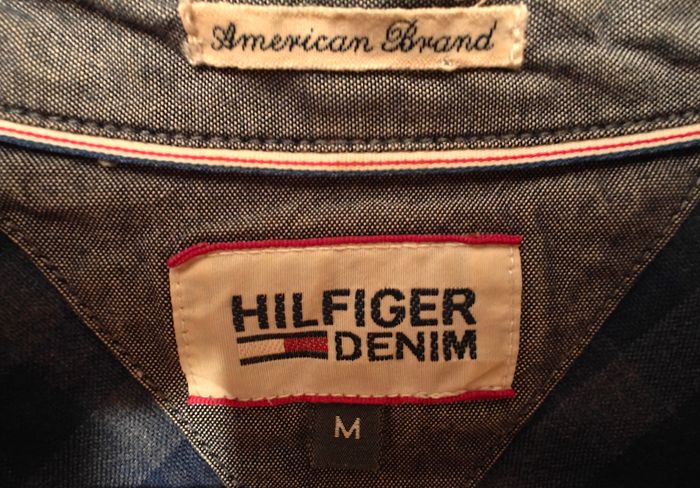 American Brand
HILFIGER
DENIM
M